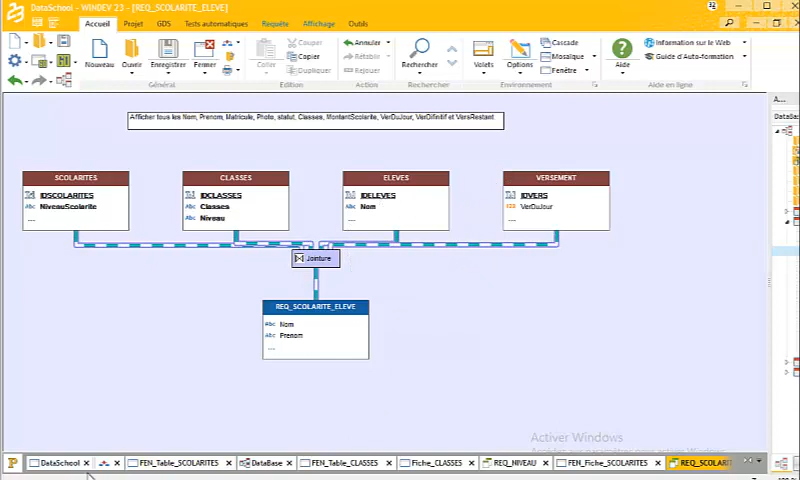 DataSchool - WINDEV 23 - [REQ_SCOLARITE_ELEVE]
Accueil Projet GDS Tests automatiques Requête Affichage Outils
Nouveau Ouvrir Enregistrer Fermer Coller Couper Copier Dupliquer Annuler Rétablir Rejouer Rechercher Volets Options Cascade Mosaïque Fenêtre Aide Information sur le Web Guide d'Auto-formation
Général Edition Action Rechercher Environnement Aide en ligne
Afficher tous les Nom, Prenom, Matricule, Photo, statut, Classes, MontantScolarite, VerDuJour, VerDifinitif et VersRestant
A...
DataBas
SCOLARITES CLASSES ELEVES VERSEMENT
IDSCOLARITES IDCLASSES IDELEVES IDVERS
NiveauScolarite Classes Nom 123 VerDuJour
... Niveau ... ...
Jointure
REQ_SCOLARITE_ELEVE
Abc Nom
Abc Prenom
...
Activer Windows
DataSchool FEN_Table_SCOLARITES DataBase FEN_Table_CLASSES Fiche_CLASSES REQ_NIVEAU FEN_Fiche_SCOLARITES REQ_SCOLARIT